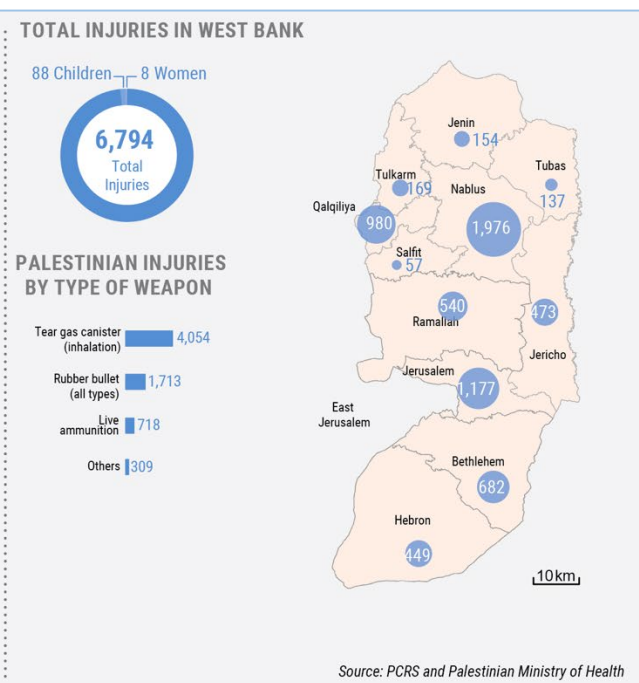 TOTAL INJURIES IN WEST BANK
88 Children
8 Women
6,794
Total
Injuries
PALESTINIAN INJURIES
BY TYPE OF WEAPON
Tear gas canister
(inhalation)
4,054
Rubber bullet
(all types)
1,713
Live
ammunition
718
Others
309
Jenin
154
Tubas
137
Tulkarm
169
Nablus
1,976
Qalqiliya
980
Salfit
57
540
Ramallah
473
Jericho
Jerusalem
1,177
East
Jerusalem
Bethlehem
682
Hebron
449
10km
Source: PCRS and Palestinian Ministry of Health